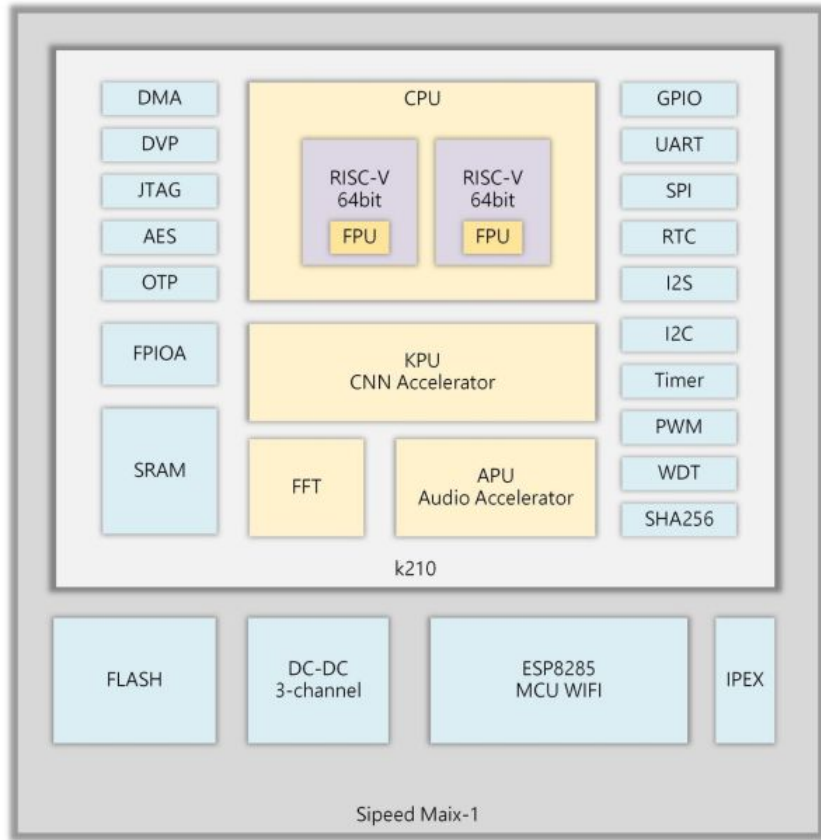 DMA
DVP
JTAG
AES
OTP
FPIOA
SRAM
CPU
RISC-V
64bit
FPU
RISC-V
64bit
FPU
KPU
CNN Accelerator
FFT
APU
Audio Accelerator
GPIO
UART
SPI
RTC
I2S
I2C
Timer
PWM
WDT
SHA256
k210
FLASH
DC-DC
3-channel
ESP8285
MCU WIFI
IPEX
Sipeed Maix-1